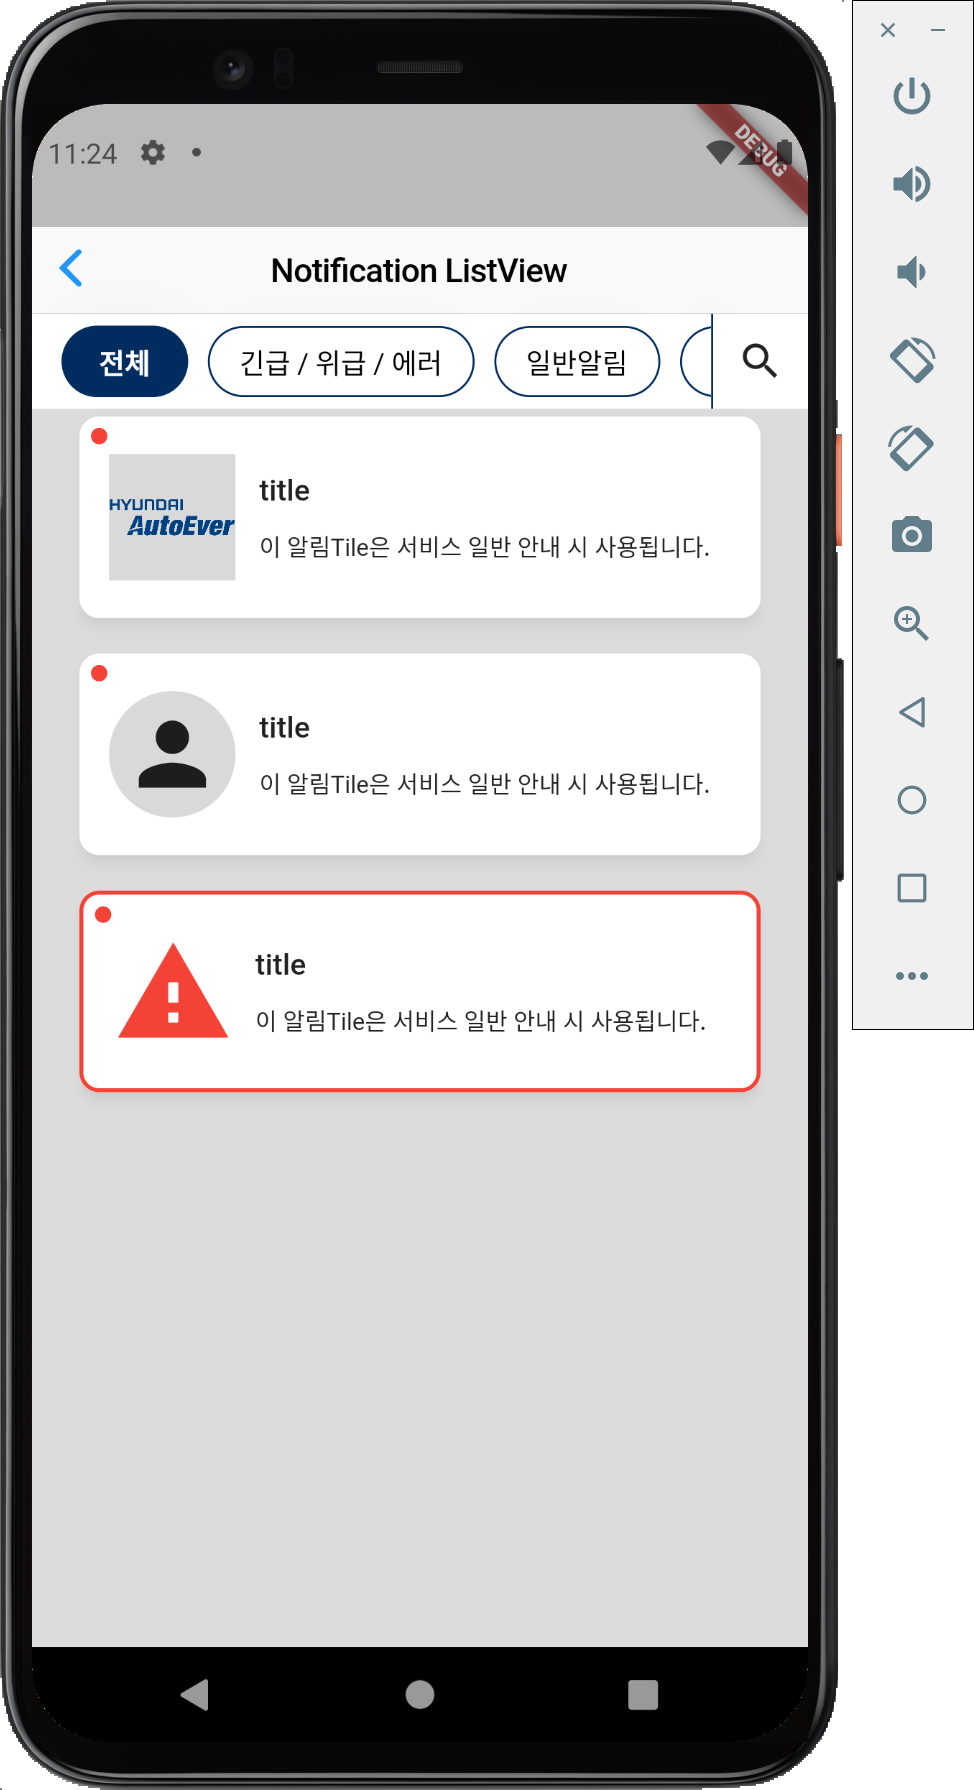 11:24
DEBUG
Notification ListView
전체
긴급 / 위급 / 에러
일반알림
HYUNDAI
AutoEver
title
이 알림Tile은 서비스 일반 안내 시 사용됩니다.
title
이 알림Tile은 서비스 일반 안내 시 사용됩니다.
title
이 알림Tile은 서비스 일반 안내 시 사용됩니다.